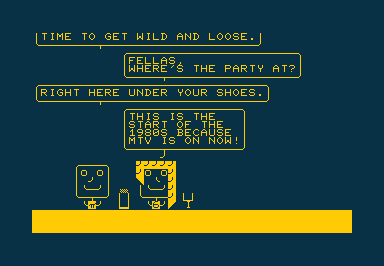 TIME TO GET WILD AND LOOSE.
FELLAS,
WHERE'S THE PARTY AT?
RIGHT HERE UNDER YOUR SHOES.
THIS IS THE
START OF THE
1980S BECAUSE
MTV IS ON NOW!